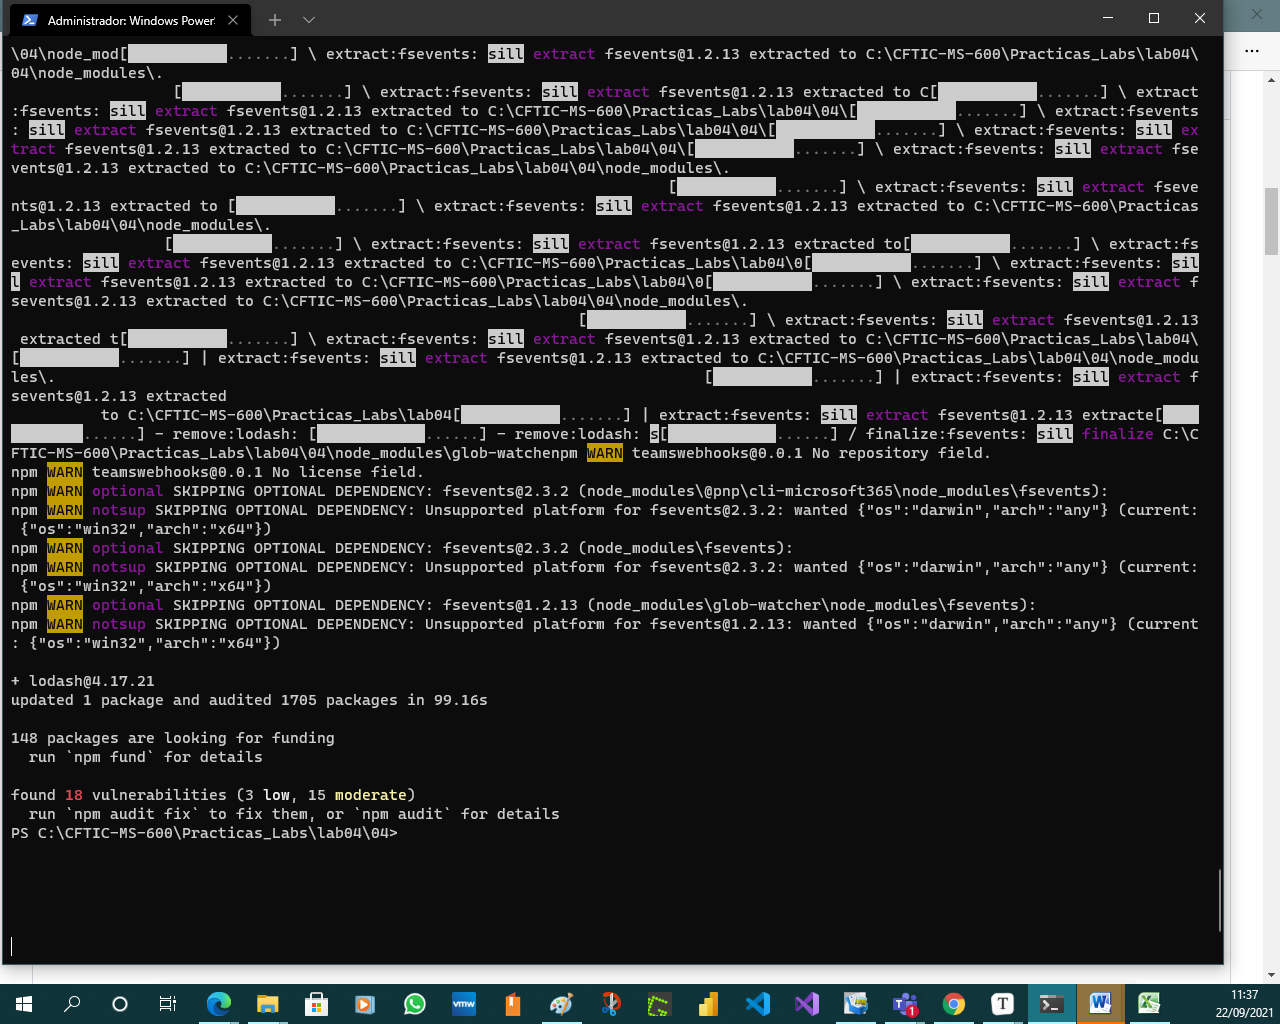 Administrador: Windows PowerS
\04\node_mod[          .......] \ extract:fsevents: sill extract fsevents@1.2.13 extracted to C:\CFTIC-MS-600\Practicas_Labs\lab04\
04\node_modules\.
[          .......] \ extract:fsevents: sill extract fsevents@1.2.13 extracted to C[          .......] \ extract
:fsevents: sill extract fsevents@1.2.13 extracted to C:\CFTIC-MS-600\Practicas_Labs\lab04\04\[          .......] \ extract:fsevents
: sill extract fsevents@1.2.13 extracted to C:\CFTIC-MS-600\Practicas_Labs\lab04\04\[          .......] \ extract:fsevents: sill ex
tract fsevents@1.2.13 extracted to C:\CFTIC-MS-600\Practicas_Labs\lab04\04\[          .......] \ extract:fsevents: sill extract fse
vents@1.2.13 extracted to C:\CFTIC-MS-600\Practicas_Labs\lab04\04\node_modules\.
[          .......] \ extract:fsevents: sill extract fseve
nts@1.2.13 extracted to [          .......] \ extract:fsevents: sill extract fsevents@1.2.13 extracted to C:\CFTIC-MS-600\Practicas
_Labs\lab04\04\node_modules\.
[          .......] \ extract:fsevents: sill extract fsevents@1.2.13 extracted to[          .......] \ extract:fs
events: sill extract fsevents@1.2.13 extracted to C:\CFTIC-MS-600\Practicas_Labs\lab04\0[          .......] \ extract:fsevents: sil
l extract fsevents@1.2.13 extracted to C:\CFTIC-MS-600\Practicas_Labs\lab04\0[          .......] \ extract:fsevents: sill extract f
sevents@1.2.13 extracted to C:\CFTIC-MS-600\Practicas_Labs\lab04\04\node_modules\.
[          .......] \ extract:fsevents: sill extract fsevents@1.2.13
extracted t[          .......] \ extract:fsevents: sill extract fsevents@1.2.13 extracted to C:\CFTIC-MS-600\Practicas_Labs\lab04\
[          .......] | extract:fsevents: sill extract fsevents@1.2.13 extracted to C:\CFTIC-MS-600\Practicas_Labs\lab04\04\node_modu
les\.                    [          .......] | extract:fsevents: sill extract f
sevents@1.2.13 extracted
to C:\CFTIC-MS-600\Practicas_Labs\lab04[          .......] | extract:fsevents: sill extract fsevents@1.2.13 extracte[
......] - remove:lodash: [          ......] - remove:lodash: s[          ......] / finalize:fsevents: sill finalize C:\C
FTIC-MS-600\Practicas_Labs\lab04\04\node_modules\glob-watchenpm WARN teamswebhooks@0.0.1 No repository field.
npm WARN teamswebhooks@0.0.1 No license field.
npm WARN optional SKIPPING OPTIONAL DEPENDENCY: fsevents@2.3.2 (node_modules\@pnp\cli-microsoft365\node_modules\fsevents):
npm WARN notsup SKIPPING OPTIONAL DEPENDENCY: Unsupported platform for fsevents@2.3.2: wanted {"os":"darwin","arch":"any"} (current:
{"os":"win32","arch":"x64"})
npm WARN optional SKIPPING OPTIONAL DEPENDENCY: fsevents@2.3.2 (node_modules\fsevents):
npm WARN notsup SKIPPING OPTIONAL DEPENDENCY: Unsupported platform for fsevents@2.3.2: wanted {"os":"darwin","arch":"any"} (current:
{"os":"win32","arch":"x64"})
npm WARN optional SKIPPING OPTIONAL DEPENDENCY: fsevents@1.2.13 (node_modules\glob-watcher\node_modules\fsevents):
npm WARN notsup SKIPPING OPTIONAL DEPENDENCY: Unsupported platform for fsevents@1.2.13: wanted {"os":"darwin","arch":"any"} (current
: {"os":"win32","arch":"x64"})
+ lodash@4.17.21
updated 1 package and audited 1705 packages in 99.16s
148 packages are looking for funding
run `npm fund` for details
found 18 vulnerabilities (3 low, 15 moderate)
run `npm audit fix` to fix them, or `npm audit` for details
PS C:\CFTIC-MS-600\Practicas_Labs\lab04\04>
vmw
T
1
11:37
22/09/2021